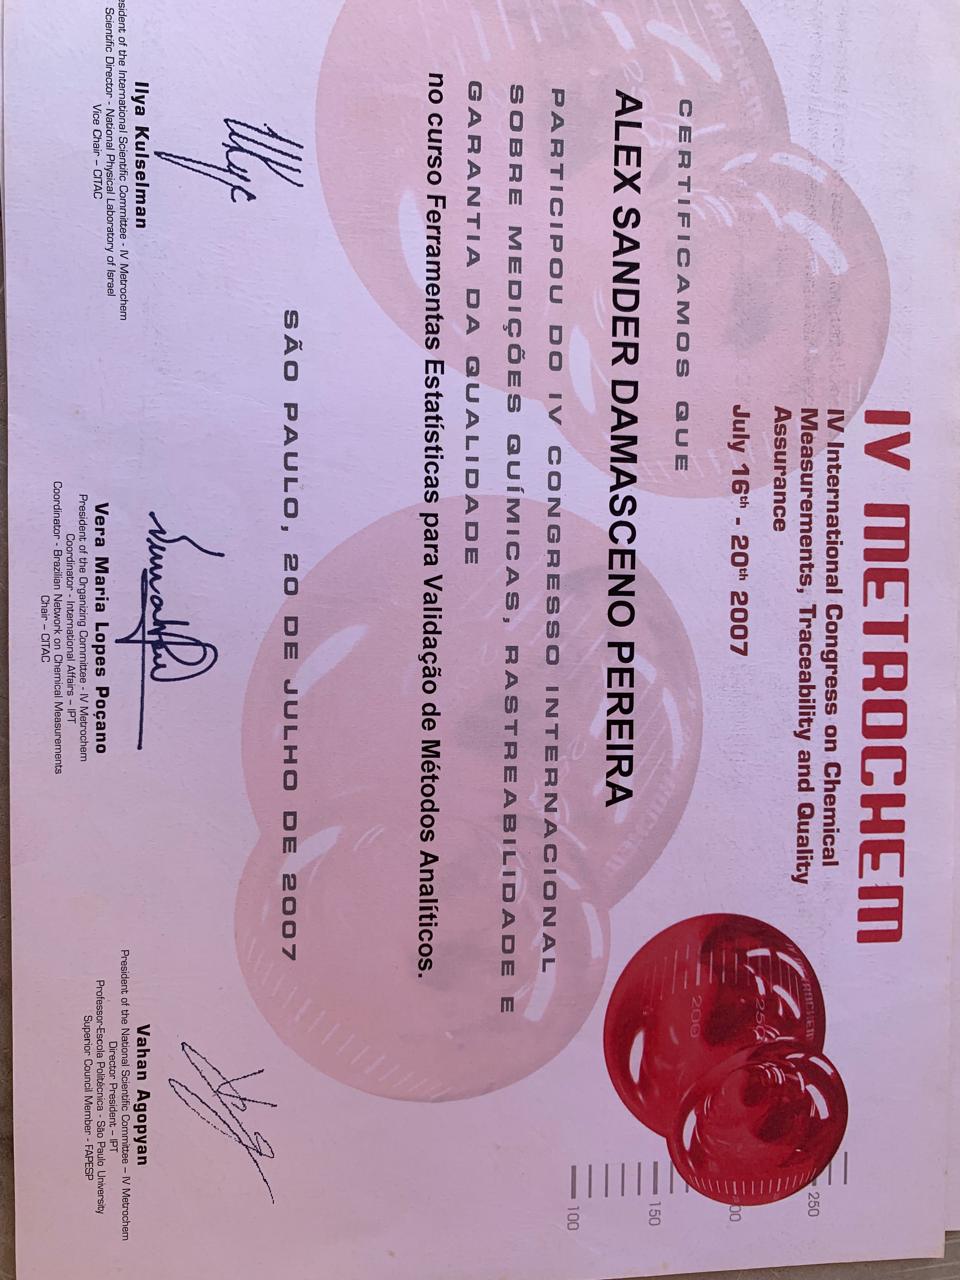 IV METROCHEM
IV International Congress on Chemical
Measurements, Traceability and Quality
Assurance
July 16th - 20th 2007
CERTIFICAMOS QUE
ALEX SANDER DAMASCENO PEREIRA
PARTICIPOU DO IV CONGRESSO INTERNACIONAL
SOBRE MEDIÇÕES QUÍMICAS, RASTREABILIDADE E
GARANTIA DA QUALIDADE
no curso Ferramentas Estatísticas para Validação de Métodos Analíticos.
SÃO PAULO, 20 DE JULHO DE 2007
Ilya Kuiselman
esident of the International Scientific Committee - IV Metrochem
Scientific Director - National Physical Laboratory of Israel
Vice Chair – CITAC
Vera Maria Lopes Poçano
President of the Organizing Committee - IV Metrochem
Coordinator - International Affairs – IPT
Coordinator - Brazilian Network on Chemical Measurements
Chair – CITAC
Vahan Agopyan
President of the National Scientific Committee – IV Metrochem
Director President – IPT
Professor-Escola Politécnica - São Paulo University
Superior Council Member - FAPESP
250
200
250
150
100